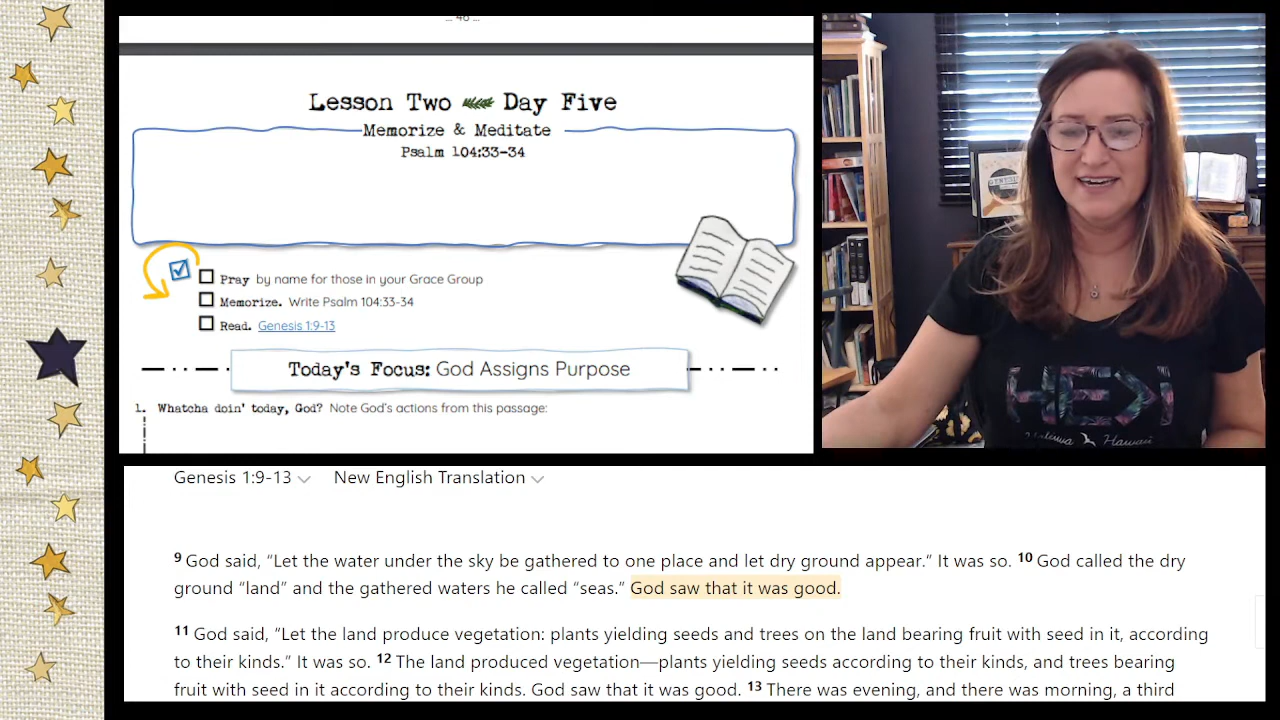 ... 46 ...
Lesson Two Day Five
Memorize & Meditate
Psalm 104:33-34
Pray by name for those in your Grace Group
Memorize. Write Psalm 104:33-34
Read. Genesis 1:9-13
Today's Focus: God Assigns Purpose
1. Whatcha doin' today, God? Note God's actions from this passage:
HE>I
Hawaii
Genesis 1:9-13 New English Translation
9 God said, “Let the water under the sky be gathered to one place and let dry ground appear.” It was so. 10 God called the dry
ground “land” and the gathered waters he called “seas.” God saw that it was good.
11 God said, “Let the land produce vegetation: plants yielding seeds and trees on the land bearing fruit with seed in it, according
to their kinds.” It was so. 12 The land produced vegetation—plants yielding seeds according to their kinds, and trees bearing
fruit with seed in it according to their kinds. God saw that it was good. 13 There was evening, and there was morning, a third